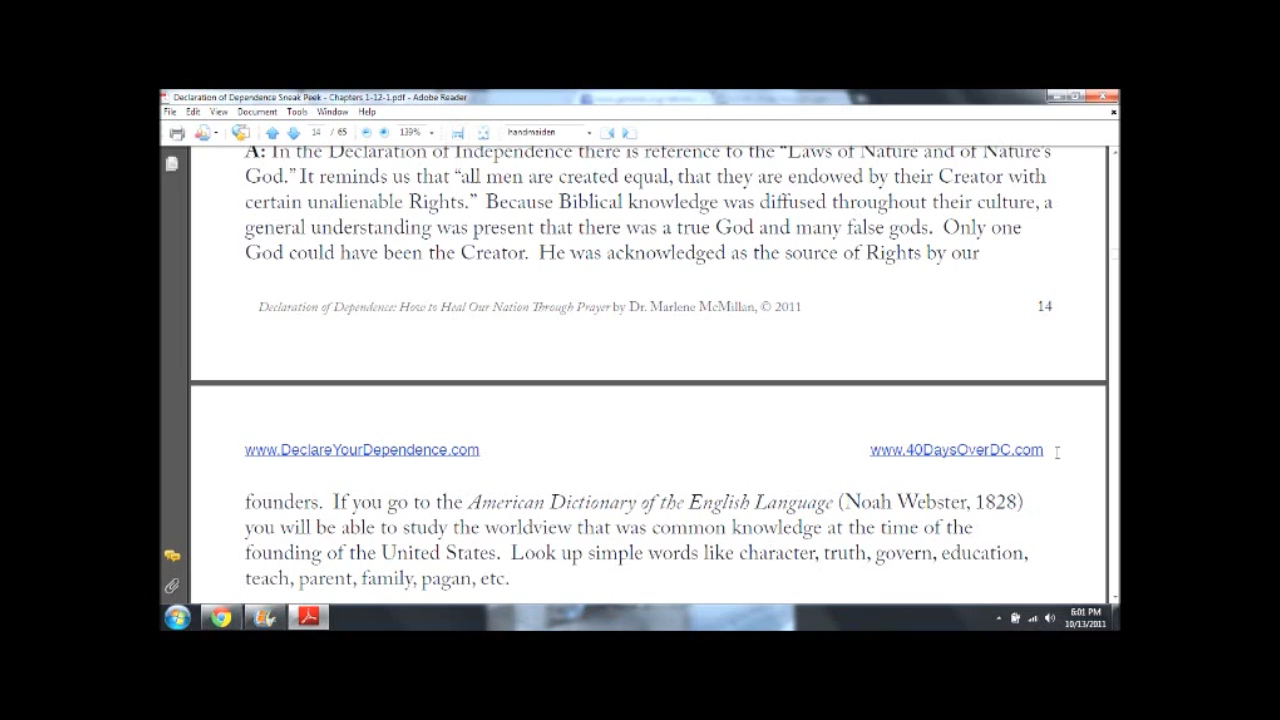 Declaration of Dependence Sneak Peek - Chapters 1-12-1.pdf - Adobe Reader
File Edit View Document Tools Window Help
14 / 65 139% handmaiden
A: In the Declaration of Independence there is reference to the “Laws of Nature and of Nature’s
God.” It reminds us that “all men are created equal, that they are endowed by their Creator with
certain unalienable Rights.” Because Biblical knowledge was diffused throughout their culture, a
general understanding was present that there was a true God and many false gods. Only one
God could have been the Creator. He was acknowledged as the source of Rights by our
Declaration of Dependence: How to Heal Our Nation Through Prayer by Dr. Marlene McMillan, © 2011 14
www.DeclareYourDependence.com www.40DaysOverDC.com
founders. If you go to the American Dictionary of the English Language (Noah Webster, 1828)
you will be able to study the worldview that was common knowledge at the time of the
founding of the United States. Look up simple words like character, truth, govern, education,
teach, parent, family, pagan, etc.
6:01 PM
10/13/2011